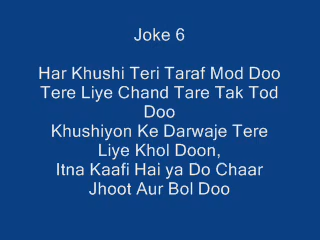 Joke 6
Har Khushi Teri Taraf Mod Doo
Tere Liye Chand Tare Tak Tod
Doo
Khushiyon Ke Darwaje Tere
Liye Khol Doon,
Itna Kaafi Hai ya Do Chaar
Jhoot Aur Bol Doo